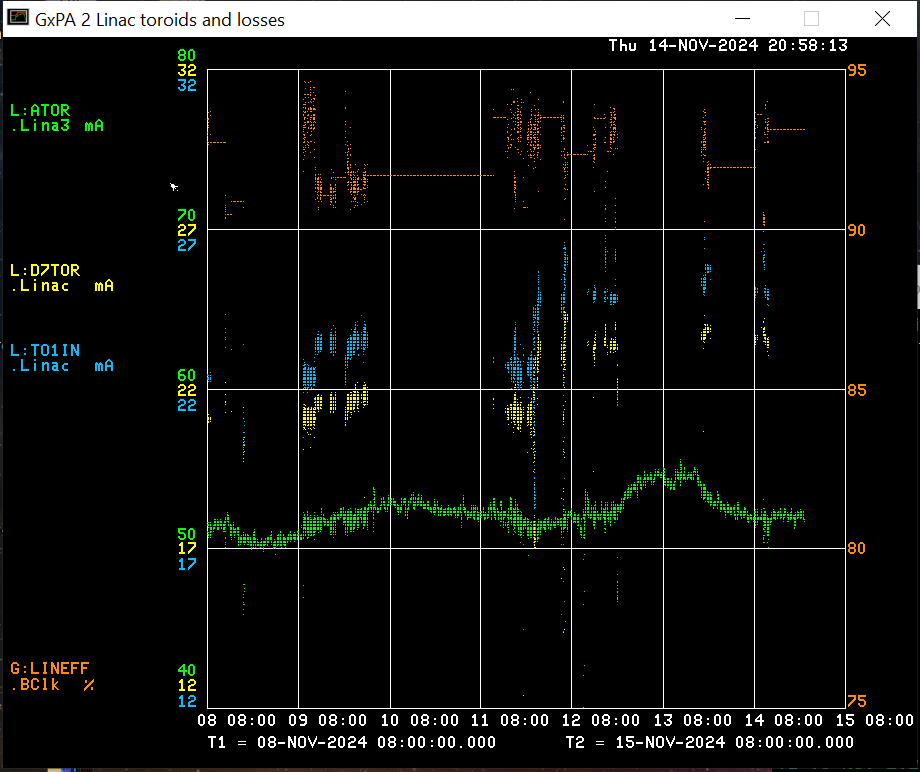 GxPA 2 Linac toroids and losses
Thu 14-NOV-2024 20:58:13
80
32
32
95
L:ATOR
.Lina3 mA
70
27
27
90
L:D7TOR
.Linac mA
L:TO1IN
.Linac mA
60
22
22
85
50
17
17
80
G:LINEFF
.BClk %
40
12
12
75
08 08:00 09 08:00 10 08:00 11 08:00 12 08:00 13 08:00 14 08:00 15 08:00
T1 = 08-NOV-2024 08:00:00.000 T2 = 15-NOV-2024 08:00:00.000